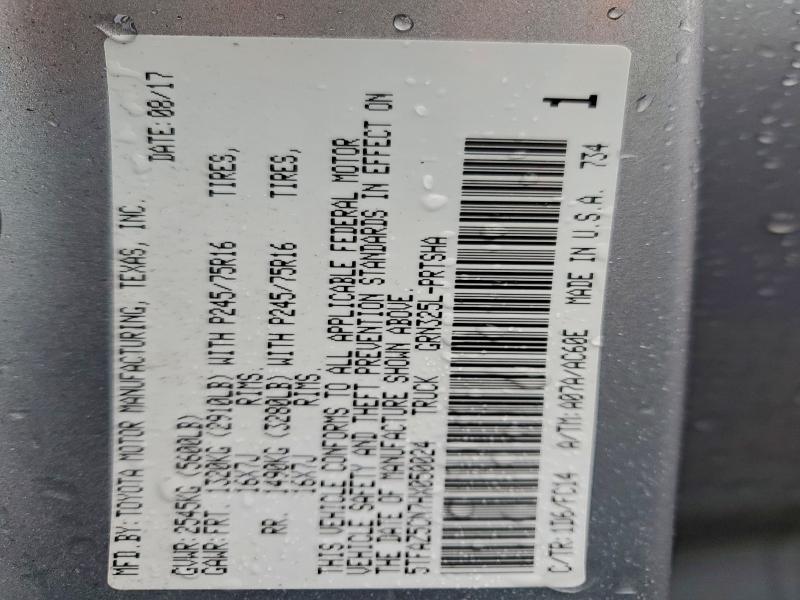 MFD. BY: TOYOTA MOTOR MANUFACTURING, TEXAS, INC. DATE: 08/17
GVWR: 2545KG (5600LB)
GAWR: FRT. 1320KG (2910LB) WITH P245/75R16 TIRES,
16X7J RIMS.
RR. 1490KG (3280LB) WITH P245/75R16 TIRES,
16X7J RIMS.
THIS VEHICLE CONFORMS TO ALL APPLICABLE FEDERAL MOTOR
VEHICLE SAFETY AND THEFT PREVENTION STANDARDS IN EFFECT ON
THE DATE OF MANUFACTURE SHOWN ABOVE.
5TFAZ5CN7HX050024 TRUCK GRN325L-PRTSHA
1
C/TR: 1D6/FC14 A/TM: A07A/AC60E MADE IN U.S.A. 734